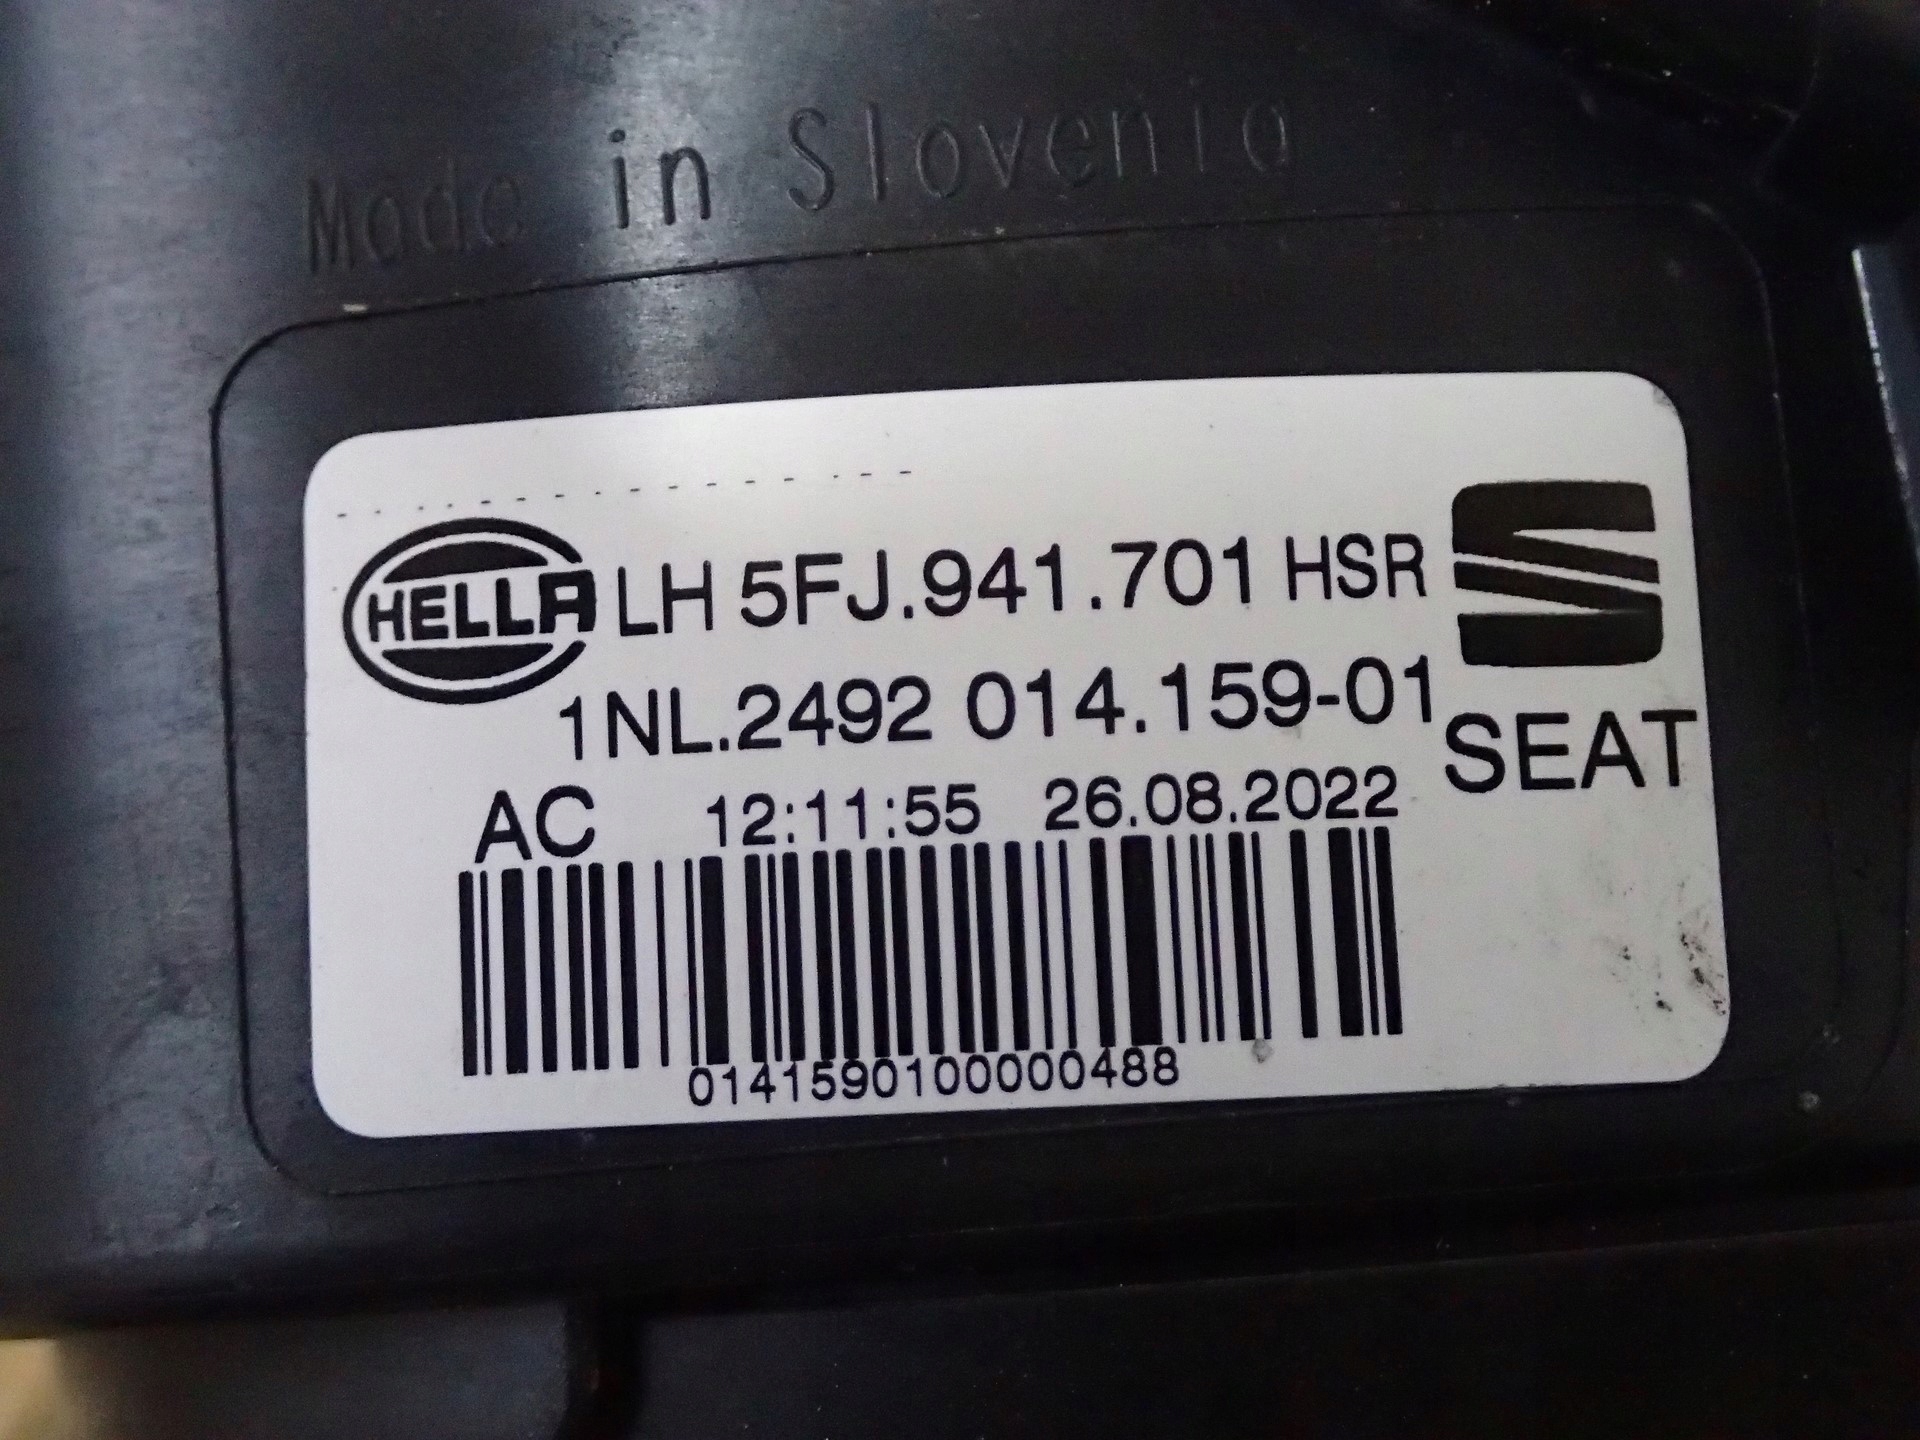 Made in Slovenia
HELLA LH 5FJ.941.701 HSR
1NL.2492 014.159-01
SEAT
AC 12:11:55 26.08.2022
0141590100000488